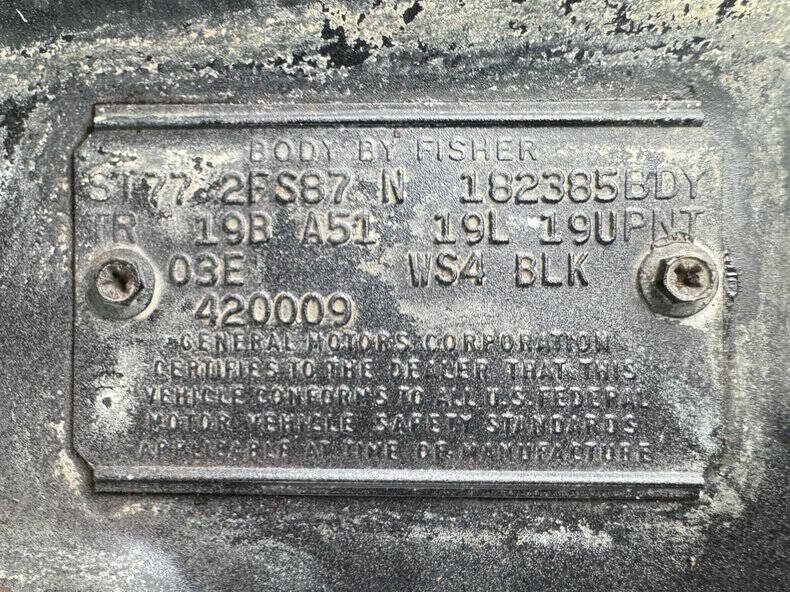 BODY BY FISHER
ST 77 2FS87 N 182385 BDY
TR 19B A51 19L 19U PNT
03E WS4 BLK
420009
GENERAL MOTORS CORPORATION
CERTIFIES TO THE DEALER THAT THIS
VEHICLE CONFORMS TO ALL U.S. FEDERAL
MOTOR VEHICLE SAFETY STANDARDS
APPLICABLE AT TIME OF MANUFACTURE